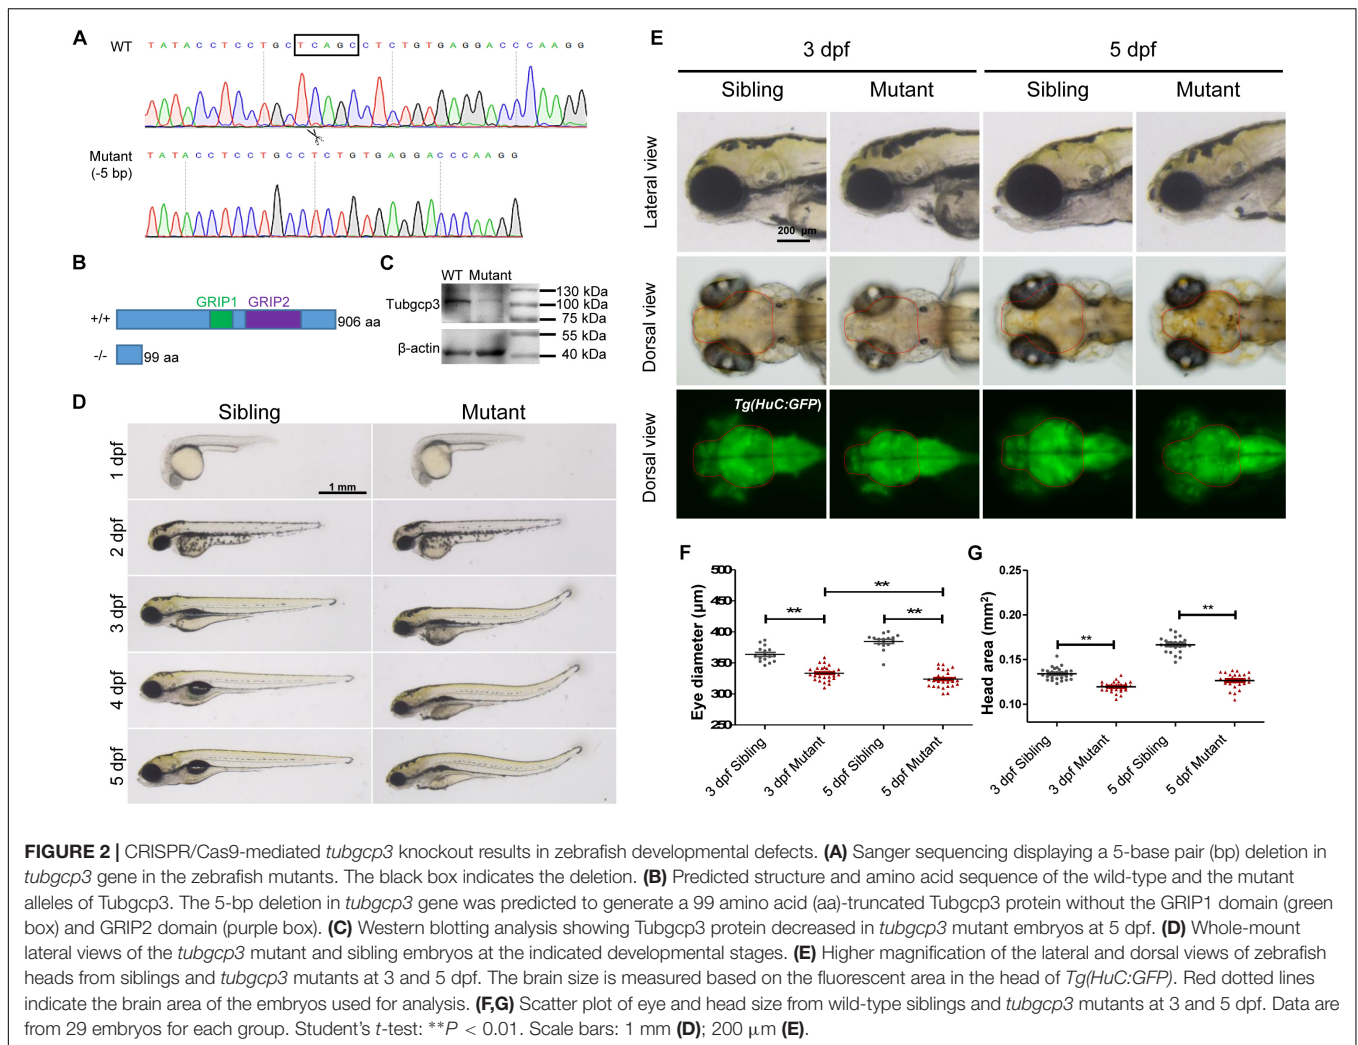 A
WT
TATACCTCCTGCTCAGCCTCTGTGAGGACCCAAGG
Mutant
(-5 bp)
TATACCTCCTGCCTCTGTGAGGACCCAAGG
B
GRIP1 GRIP2
+/+
906 aa
-/-
99 aa
C
WT Mutant
Tubgcp3
130 kDa
100 kDa
75 kDa
β-actin
55 kDa
40 kDa
D
Sibling Mutant
1 dpf
1 mm
2 dpf
3 dpf
4 dpf
5 dpf
E
3 dpf 5 dpf
Sibling Mutant Sibling Mutant
Lateral view
200 µm
Dorsal view
Dorsal view
Tg(HuC:GFP)
F
Eye diameter (µm)
500
450
400
350
300
250
**
**
**
3 dpf Sibling
3 dpf Mutant
5 dpf Sibling
5 dpf Mutant
G
Head area (mm²)
0.25
0.20
0.15
0.10
**
**
3 dpf Sibling
3 dpf Mutant
5 dpf Sibling
5 dpf Mutant
FIGURE 2 | CRISPR/Cas9-mediated tubgcp3 knockout results in zebrafish developmental defects. (A) Sanger sequencing displaying a 5-base pair (bp) deletion in
tubgcp3 gene in the zebrafish mutants. The black box indicates the deletion. (B) Predicted structure and amino acid sequence of the wild-type and the mutant
alleles of Tubgcp3. The 5-bp deletion in tubgcp3 gene was predicted to generate a 99 amino acid (aa)-truncated Tubgcp3 protein without the GRIP1 domain (green
box) and GRIP2 domain (purple box). (C) Western blotting analysis showing Tubgcp3 protein decreased in tubgcp3 mutant embryos at 5 dpf. (D) Whole-mount
lateral views of the tubgcp3 mutant and sibling embryos at the indicated developmental stages. (E) Higher magnification of the lateral and dorsal views of zebrafish
heads from siblings and tubgcp3 mutants at 3 and 5 dpf. The brain size is measured based on the fluorescent area in the head of Tg(HuC:GFP). Red dotted lines
indicate the brain area of the embryos used for analysis. (F,G) Scatter plot of eye and head size from wild-type siblings and tubgcp3 mutants at 3 and 5 dpf. Data are
from 29 embryos for each group. Student's t-test: **P < 0.01. Scale bars: 1 mm (D); 200 µm (E).